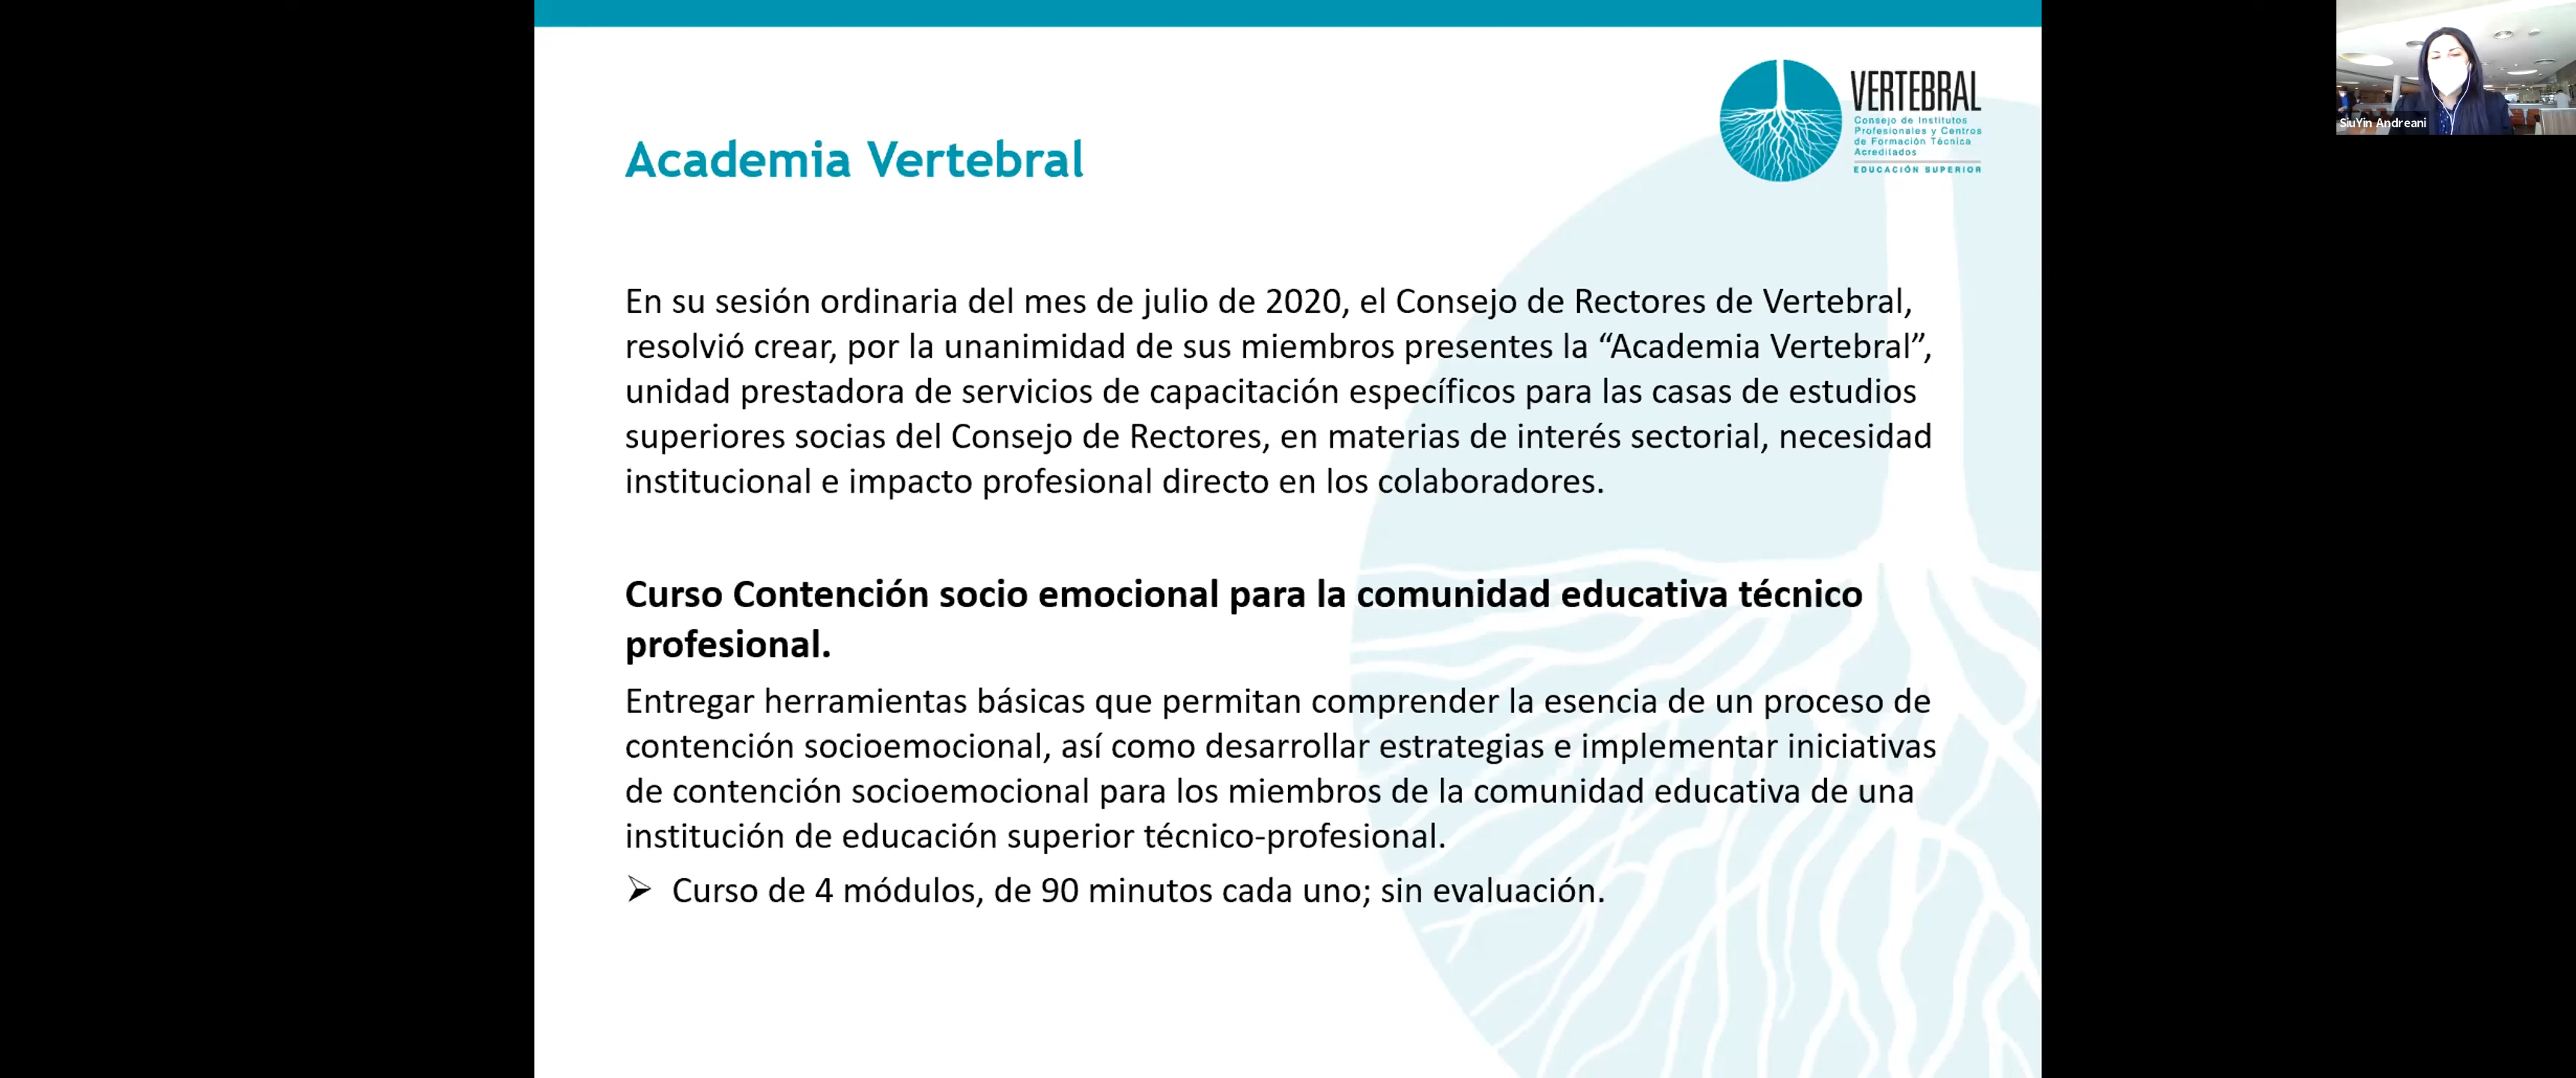 VERTEBRAL
Consejo de Institutos
Profesionales y Centros
de Formación Técnica
Acreditados
EDUCACIÓN SUPERIOR
SiuYin Andreani
Academia Vertebral
En su sesión ordinaria del mes de julio de 2020, el Consejo de Rectores de Vertebral,
resolvió crear, por la unanimidad de sus miembros presentes la “Academia Vertebral”,
unidad prestadora de servicios de capacitación específicos para las casas de estudios
superiores socias del Consejo de Rectores, en materias de interés sectorial, necesidad
institucional e impacto profesional directo en los colaboradores.
Curso Contención socio emocional para la comunidad educativa técnico
profesional.
Entregar herramientas básicas que permitan comprender la esencia de un proceso de
contención socioemocional, así como desarrollar estrategias e implementar iniciativas
de contención socioemocional para los miembros de la comunidad educativa de una
institución de educación superior técnico-profesional.
➢ Curso de 4 módulos, de 90 minutos cada uno; sin evaluación.